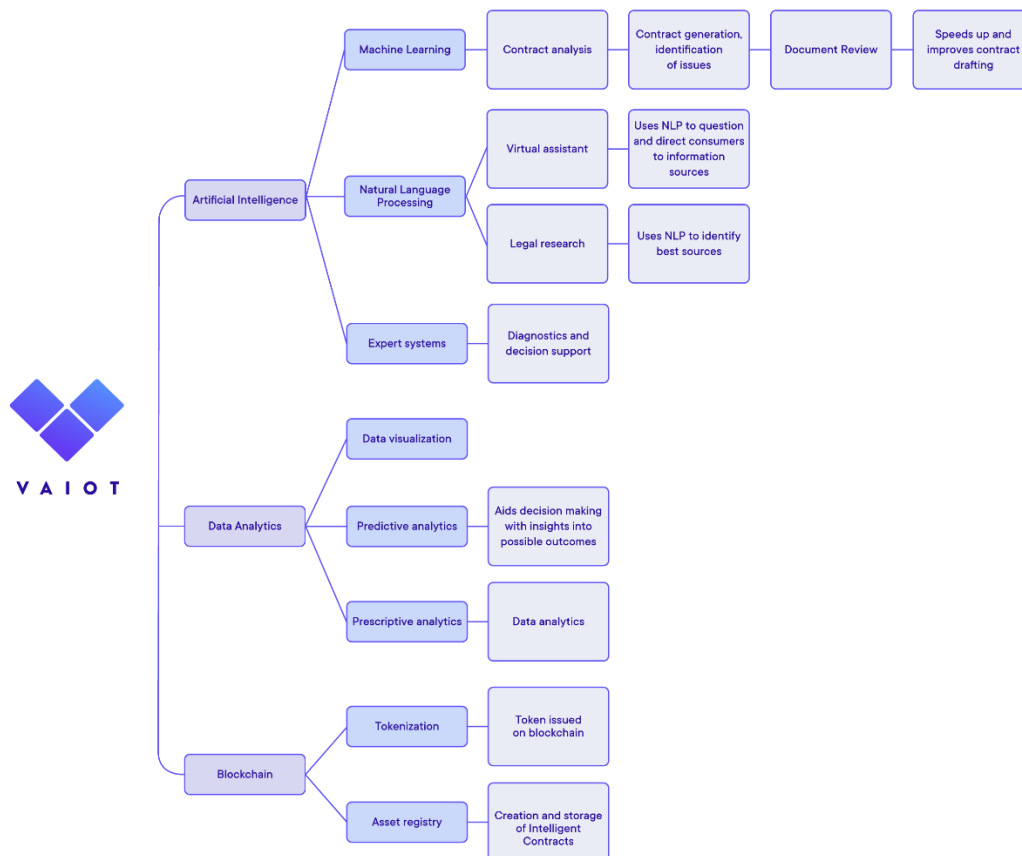 Machine Learning
Contract analysis
Contract generation,
identification
of issues
Document Review
Speeds up and
improves contract
drafting
Artificial Intelligence
Natural Language
Processing
Virtual assistant
Uses NLP to question
and direct consumers
to information
sources
Legal research
Uses NLP to identify
best sources
Expert systems
Diagnostics and
decision support
VAIOT
Data Analytics
Data visualization
Predictive analytics
Aids decision making
with insights into
possible outcomes
Prescriptive analytics
Data analytics
Blockchain
Tokenization
Token issued
on blockchain
Asset registry
Creation and storage
of Intelligent
Contracts